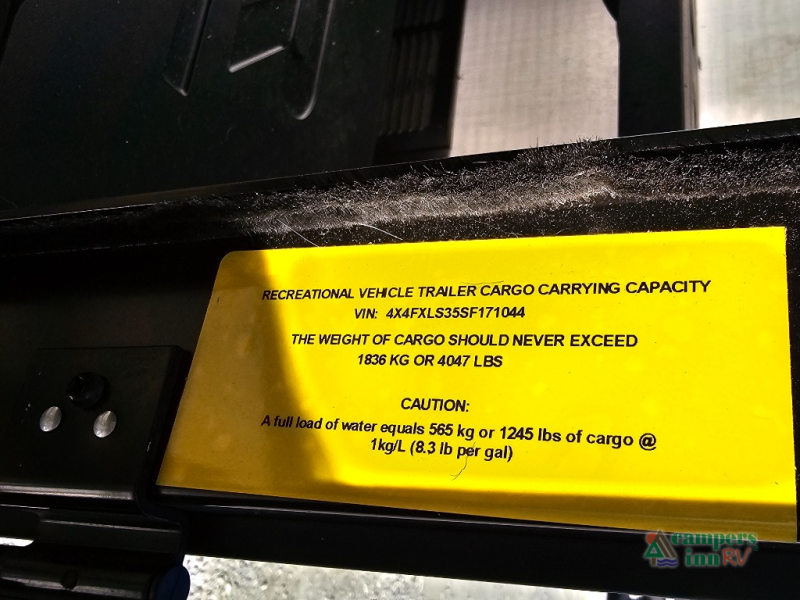 RECREATIONAL VEHICLE TRAILER CARGO CARRYING CAPACITY
VIN: 4X4FXLS35SF171044
THE WEIGHT OF CARGO SHOULD NEVER EXCEED
1836 KG OR 4047 LBS
CAUTION:
A full load of water equals 565 kg or 1245 lbs of cargo @
1kg/L (8.3 lb per gal)
campers
inn RV